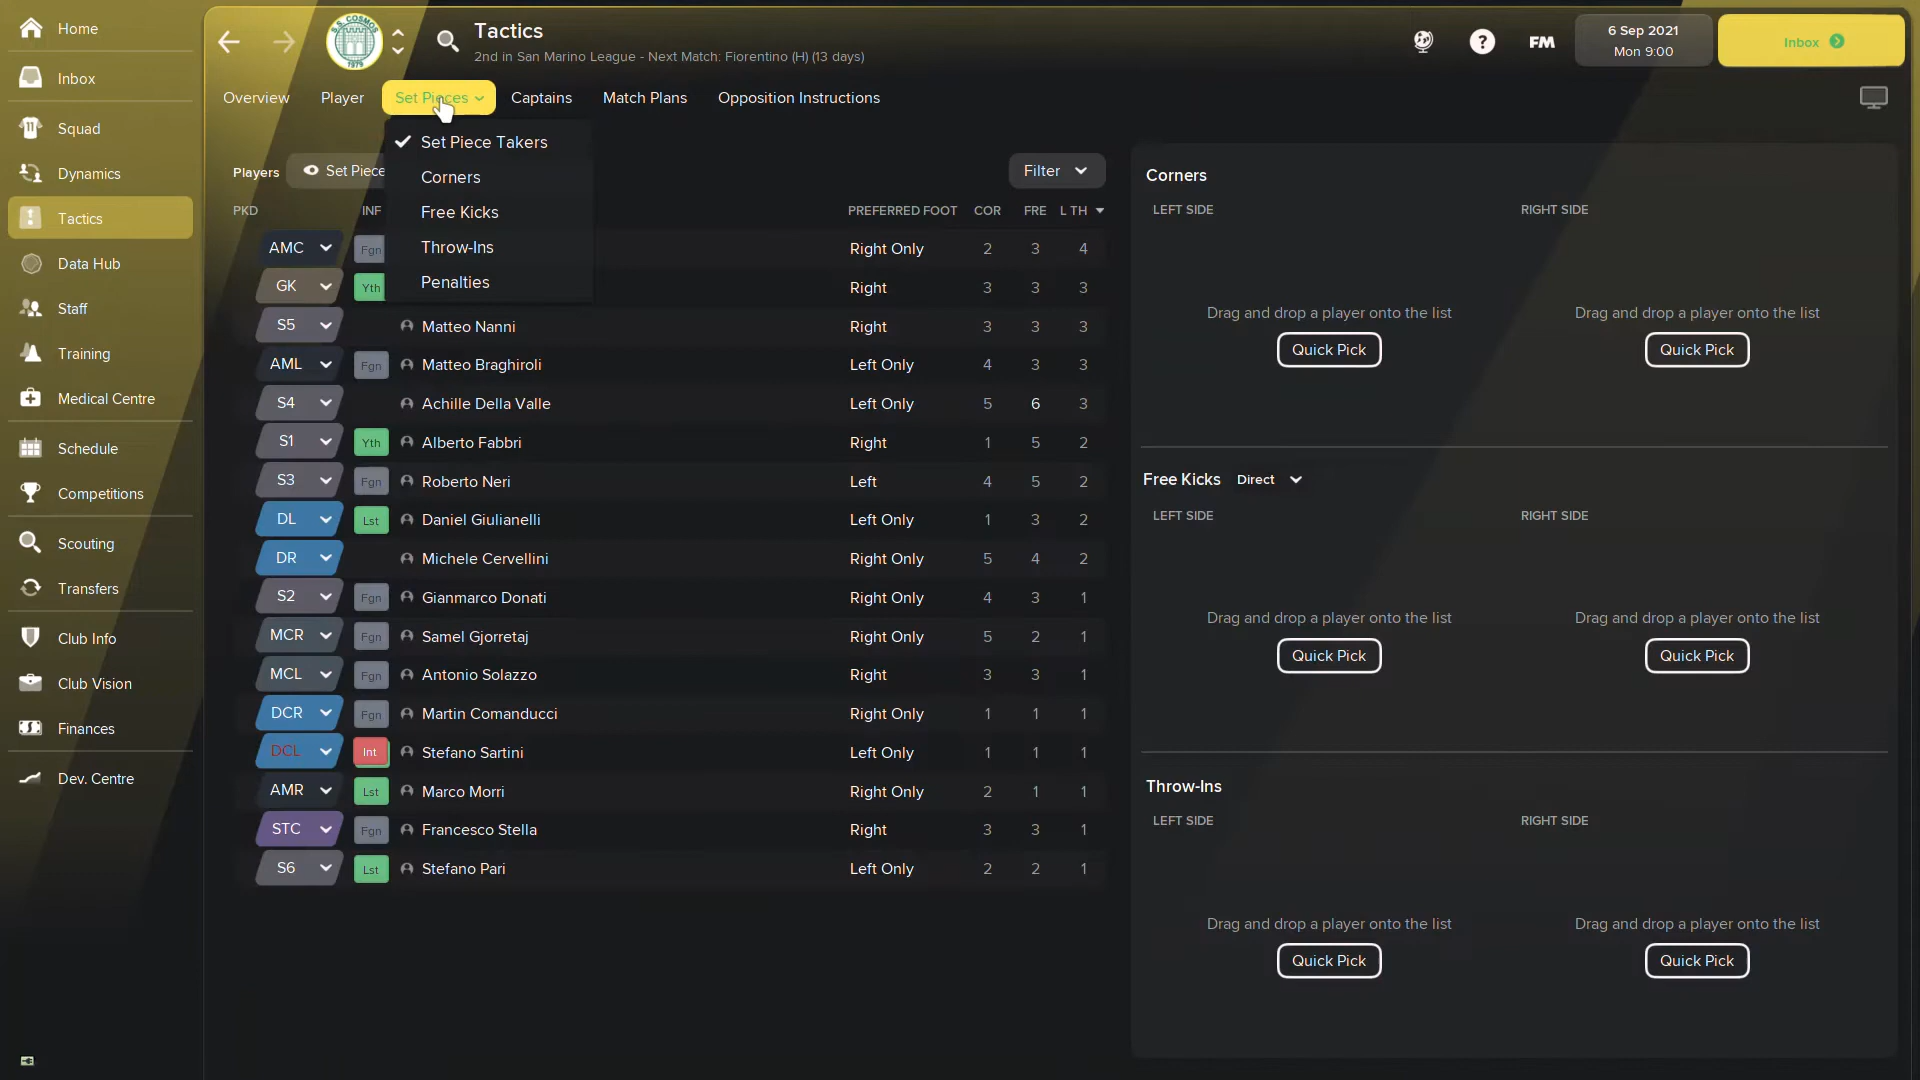 Home
Inbox
Squad
Dynamics
Tactics
Data Hub
Staff
Training
Medical Centre
Schedule
Competitions
Scouting
Transfers
Club Info
Club Vision
Finances
Dev. Centre
S.S. COSMOS
1979
Tactics
2nd in San Marino League - Next Match: Fiorentino (H) (13 days)
? FM
6 Sep 2021
Mon 9:00
Inbox
Overview Player Set Pieces Captains Match Plans Opposition Instructions
Set Piece Takers
Corners
Free Kicks
Throw-Ins
Penalties
Players Set Piece Filter
PKD INF PREFERRED FOOT COR FRE L TH
AMC Fgn Right Only 2 3 4
GK Yth Right 3 3 3
S5 Matteo Nanni Right 3 3 3
AML Fgn Matteo Braghiroli Left Only 4 3 3
S4 Achille Della Valle Left Only 5 6 3
S1 Yth Alberto Fabbri Right 1 5 2
S3 Fgn Roberto Neri Left 4 5 2
DL Lst Daniel Giulianelli Left Only 1 3 2
DR Michele Cervellini Right Only 5 4 2
S2 Fgn Gianmarco Donati Right Only 4 3 1
MCR Fgn Samel Gjorretaj Right Only 5 2 1
MCL Fgn Antonio Solazzo Right 3 3 1
DCR Fgn Martin Comanducci Right Only 1 1 1
DCL Int Stefano Sartini Left Only 1 1 1
AMR Lst Marco Morri Right Only 2 1 1
STC Fgn Francesco Stella Right 3 3 1
S6 Lst Stefano Pari Left Only 2 2 1
Corners
LEFT SIDE RIGHT SIDE
Drag and drop a player onto the list Drag and drop a player onto the list
Quick Pick Quick Pick
Free Kicks Direct
LEFT SIDE RIGHT SIDE
Drag and drop a player onto the list Drag and drop a player onto the list
Quick Pick Quick Pick
Throw-Ins
LEFT SIDE RIGHT SIDE
Drag and drop a player onto the list Drag and drop a player onto the list
Quick Pick Quick Pick